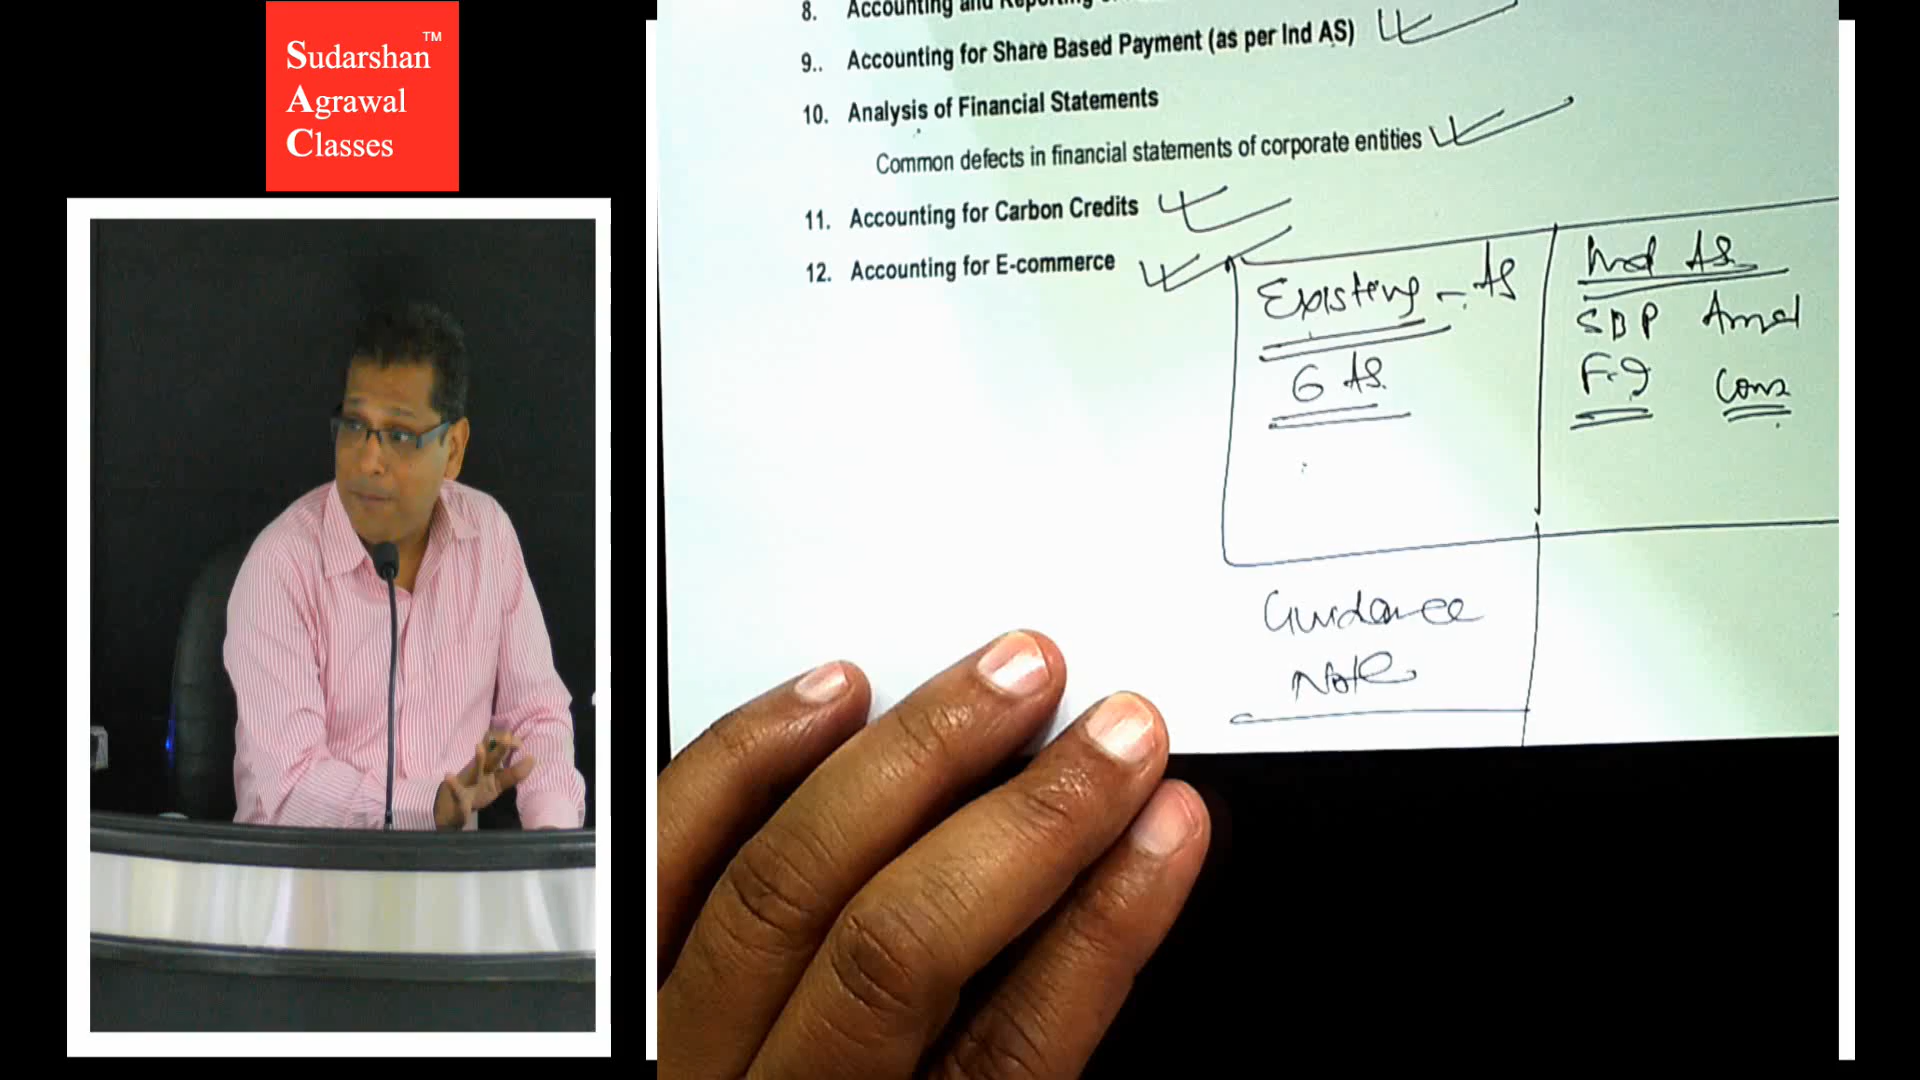 Sudarshan™
Agrawal
Classes
8. Accounting and Reporting
9.. Accounting for Share Based Payment (as per Ind AS)
10. Analysis of Financial Statements
Common defects in financial statements of corporate entities
11. Accounting for Carbon Credits
12. Accounting for E-commerce
Existing - AS
6 AS.
Ind AS
SBP Amal
F.I Cons
Guidance
Note